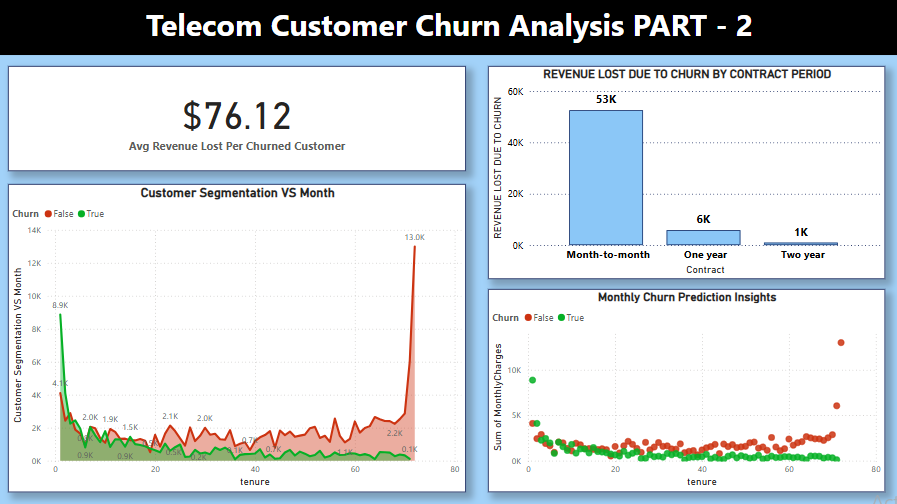 Telecom Customer Churn Analysis PART - 2
$76.12
Avg Revenue Lost Per Churned Customer
REVENUE LOST DUE TO CHURN BY CONTRACT PERIOD
REVENUE LOST DUE TO CHURN
60K
40K
20K
0K
53K
6K
1K
Month-to-month One year Two year
Contract
Customer Segmentation VS Month
Churn False True
Customer Segmentation VS Month
14K
12K
10K
8K
6K
4K
2K
0K
13.0K
8.9K
4.1K
2.0K 1.9K
1.5K
2.1K
2.0K
2.2K
0.9K
0.9K
0.1K
0 20 40 60 80
tenure
Monthly Churn Prediction Insights
Churn False True
Sum of MonthlyCharges
10K
5K
0K
0 20 40 60 80
tenure